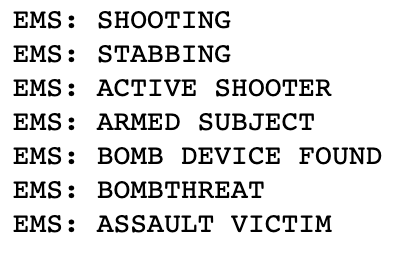 EMS: SHOOTING
EMS: STABBING
EMS: ACTIVE SHOOTER
EMS: ARMED SUBJECT
EMS: BOMB DEVICE FOUND
EMS: BOMBTHREAT
EMS: ASSAULT VICTIM